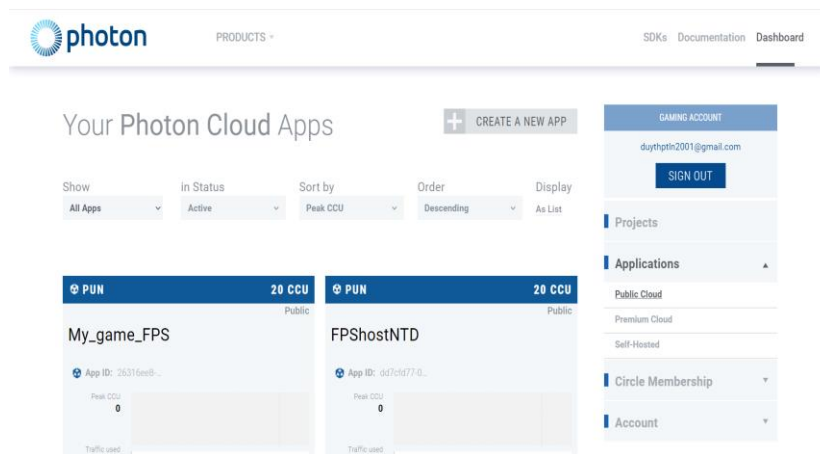 photon
PRODUCTS
SDKs Documentation Dashboard
Your Photon Cloud Apps
CREATE A NEW APP
Show in Status Sort by Order Display
All Apps Active Peak CCU Descending As List
PUN 20 CCU
Public
My_game_FPS
App ID: 26316ee8-...
Peak CCU
0
Traffic used
PUN 20 CCU
Public
FPShostNTD
App ID: dd7cfd77-0...
Peak CCU
0
Traffic used
GAMING ACCOUNT
duythptin2001@gmail.com
SIGN OUT
Projects
Applications
Public Cloud
Premium Cloud
Self-Hosted
Circle Membership
Account